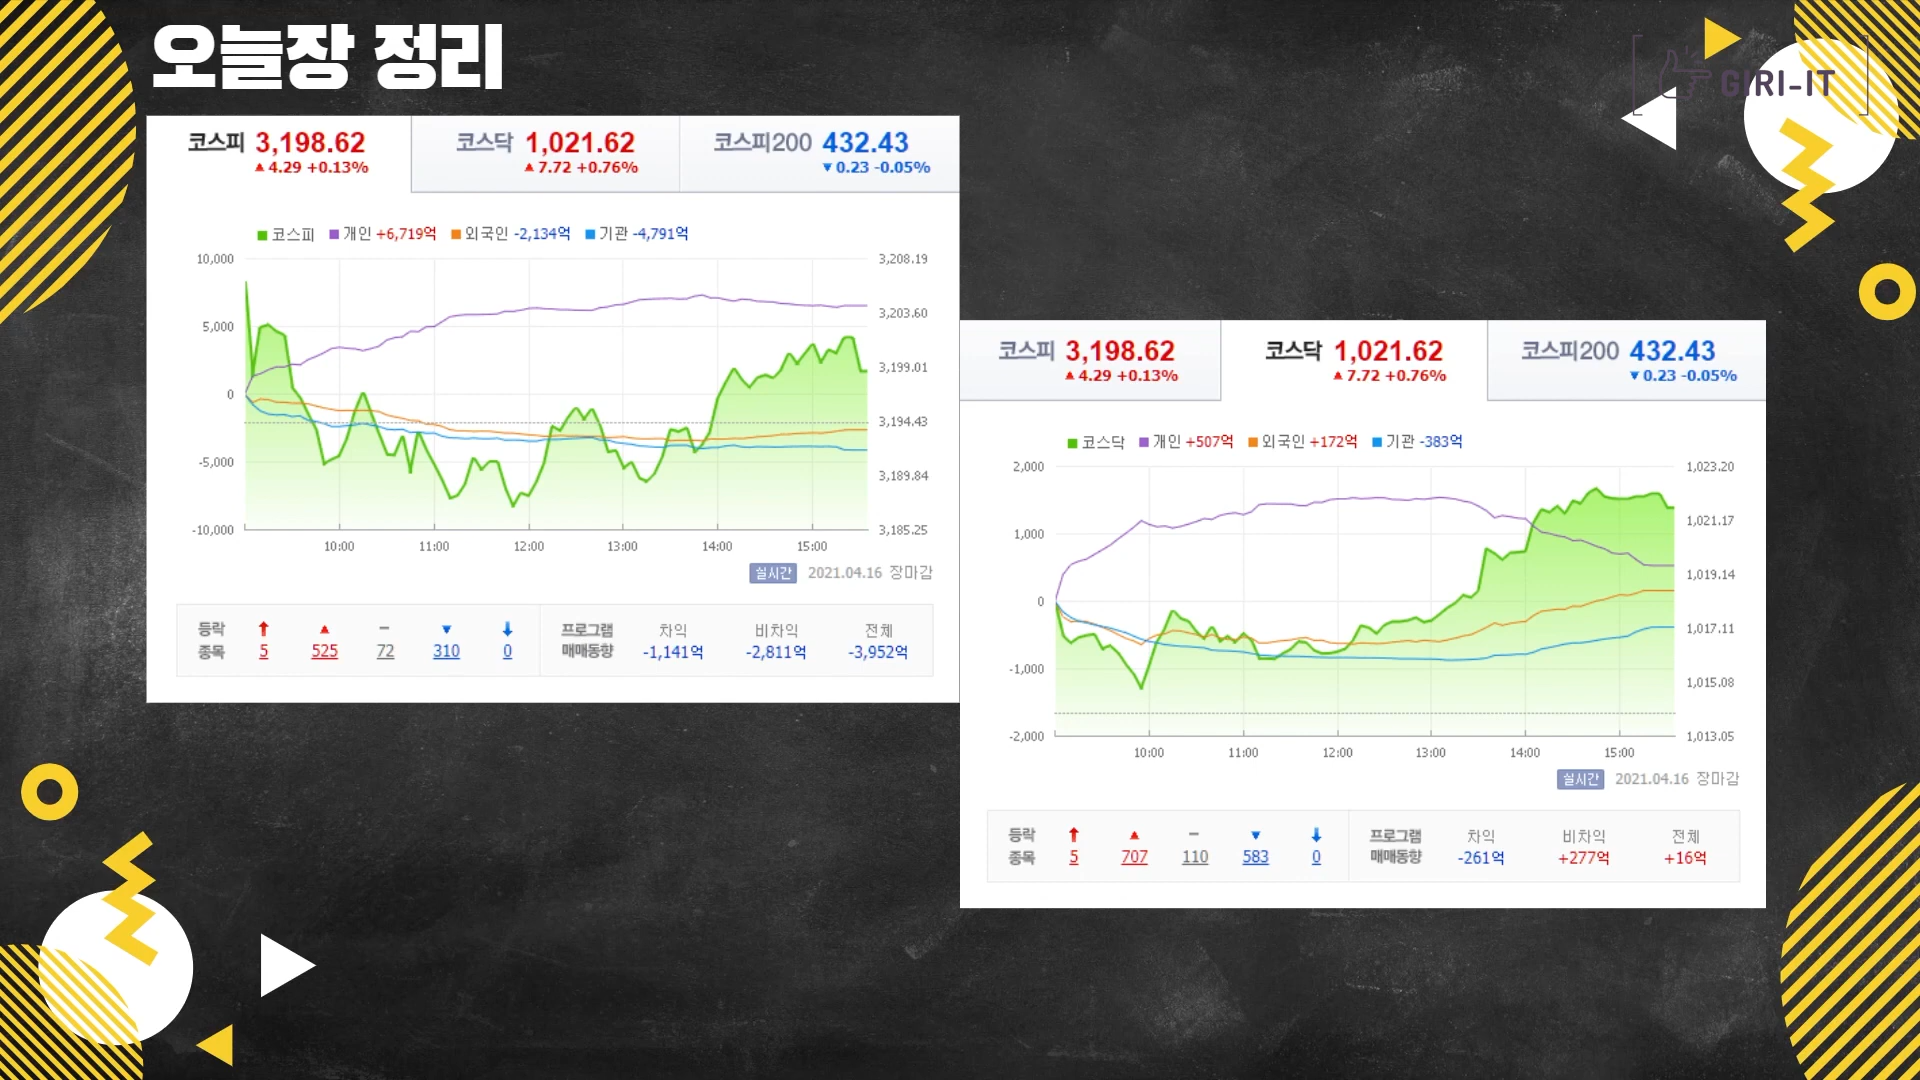 오늘장 정리
GIRI-IT
코스피 3,198.62 코스닥 1,021.62 코스피200 432.43
▲4.29 +0.13% ▲7.72 +0.76% ▼0.23 -0.05%
코스피 개인 +6,719억 외국인 -2,134억 기관 -4,791억
10,000 3,208.19
3,203.60
5,000
3,199.01
0
3,194.43
-5,000
3,189.84
-10,000 3,185.25
10:00 11:00 12:00 13:00 14:00 15:00
실시간 2021.04.16 장마감
등락 프로그램 차익 비차익 전체
종목 5 525 72 310 0 매매동향 -1,141억 -2,811억 -3,952억
코스피 3,198.62 코스닥 1,021.62 코스피200 432.43
▲4.29 +0.13% ▲7.72 +0.76% ▼0.23 -0.05%
코스닥 개인 +507억 외국인 +172억 기관 -383억
2,000 1,023.20
1,021.17
1,000
1,019.14
0
1,017.11
-1,000
1,015.08
-2,000 1,013.05
10:00 11:00 12:00 13:00 14:00 15:00
실시간 2021.04.16 장마감
등락 프로그램 차익 비차익 전체
종목 5 707 110 583 0 매매동향 -261억 +277억 +16억